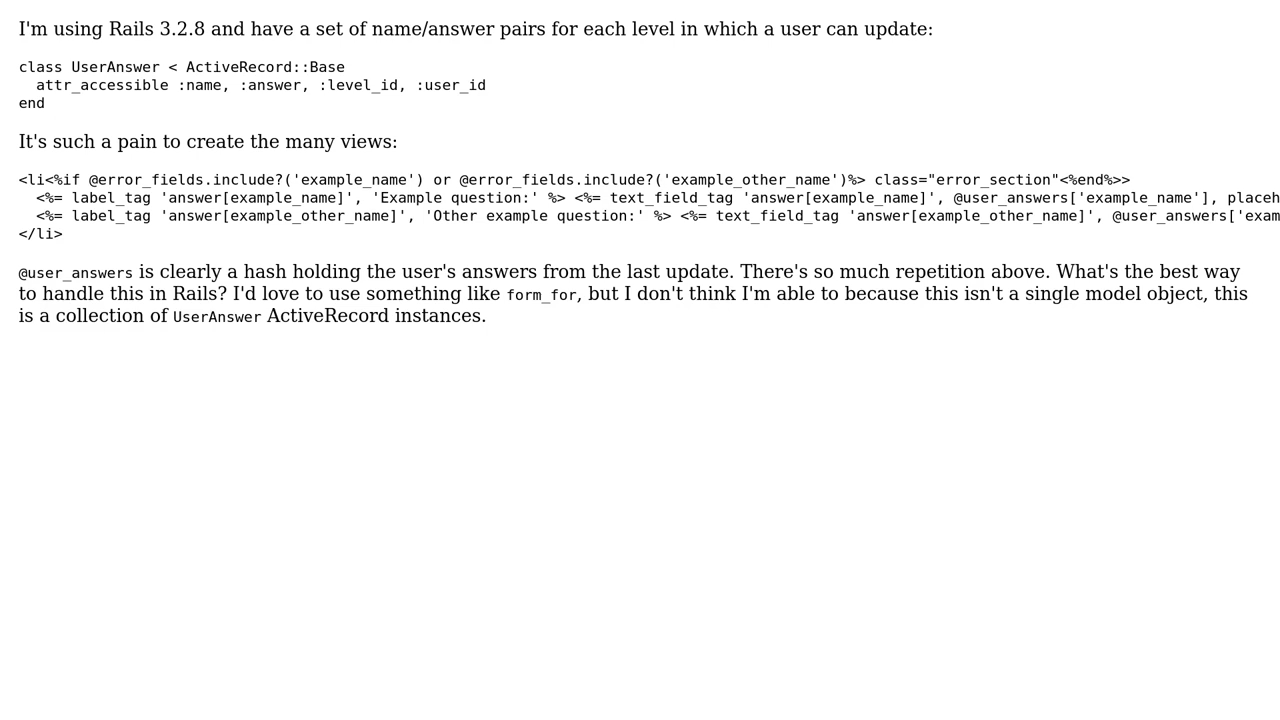 I'm using Rails 3.2.8 and have a set of name/answer pairs for each level in which a user can update:
class UserAnswer < ActiveRecord::Base
  attr_accessible :name, :answer, :level_id, :user_id
end
It's such a pain to create the many views:
<li<%if @error_fields.include?('example_name') or @error_fields.include?('example_other_name')%> class="error_section"<%end%>>
  <%= label_tag 'answer[example_name]', 'Example question:' %> <%= text_field_tag 'answer[example_name]', @user_answers['example_name'], placeh
  <%= label_tag 'answer[example_other_name]', 'Other example question:' %> <%= text_field_tag 'answer[example_other_name]', @user_answers['exam
</li>
@user_answers is clearly a hash holding the user's answers from the last update. There's so much repetition above. What's the best way
to handle this in Rails? I'd love to use something like form_for, but I don't think I'm able to because this isn't a single model object, this
is a collection of UserAnswer ActiveRecord instances.